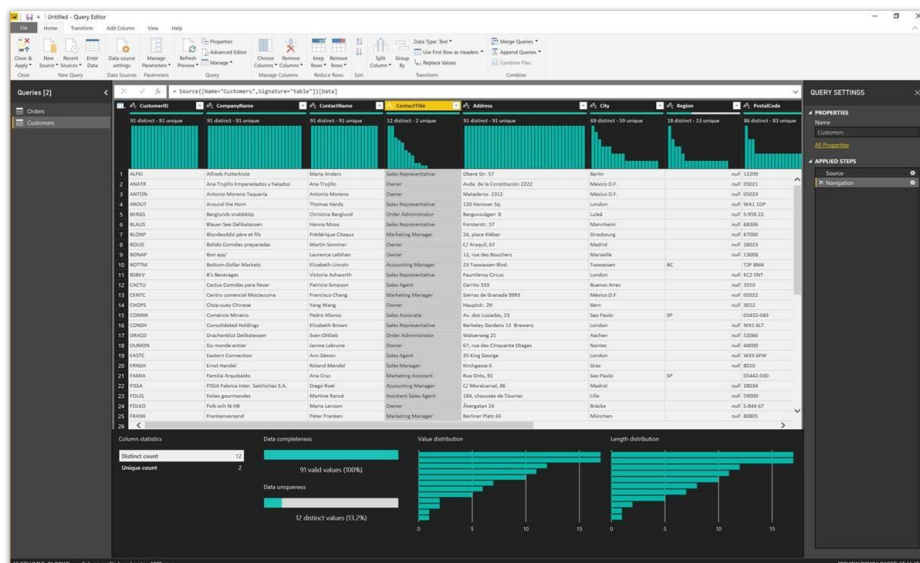 Untitled - Query Editor
File Home Transform Add Column View Help
Close & Apply New Source Recent Sources Enter Data Data source settings Manage Parameters Refresh Preview Properties Advanced Editor Manage Choose Columns Remove Columns Keep Rows Remove Rows Split Column Group By Data Type: Text Use First Row as Headers Replace Values Merge Queries Append Queries Combine Files
Close New Query Data Sources Parameters Query Manage Columns Reduce Rows Sort Transform Combine
Queries [2]
Orders
Customers
= Source{[Name="Customers",Signature="table"]}[Data]
CustomerID CompanyName ContactName ContactTitle Address City Region PostalCode
91 distinct - 91 unique 91 distinct - 91 unique 91 distinct - 91 unique 12 distinct - 2 unique 91 distinct - 91 unique 69 distinct - 59 unique 18 distinct - 13 unique 86 distinct - 83 unique
1 ALFKI Alfreds Futterkiste Maria Anders Sales Representative Obere Str. 57 Berlin null 12209
2 ANATR Ana Trujillo Emparedados y helados Ana Trujillo Owner Avda. de la Constitución 2222 México D.F. null 05021
3 ANTON Antonio Moreno Taquería Antonio Moreno Owner Mataderos 2312 México D.F. null 05023
4 AROUT Around the Horn Thomas Hardy Sales Representative 120 Hanover Sq. London null WA1 1DP
5 BERGS Berglunds snabbköp Christina Berglund Order Administrator Berguvsvägen 8 Luleå null S-958 22
6 BLAUS Blauer See Delikatessen Hanna Moos Sales Representative Forsterstr. 57 Mannheim null 68306
7 BLONP Blondesddsl père et fils Frédérique Citeaux Marketing Manager 24, place Kléber Strasbourg null 67000
8 BOLID Bólido Comidas preparadas Martín Sommer Owner C/ Araquil, 67 Madrid null 28023
9 BONAP Bon app' Laurence Lebihan Owner 12, rue des Bouchers Marseille null 13008
10 BOTTM Bottom-Dollar Markets Elizabeth Lincoln Accounting Manager 23 Tsawassen Blvd. Tsawassen BC T2F 8M4
11 BSBEV B's Beverages Victoria Ashworth Sales Representative Fauntleroy Circus London null EC2 5NT
12 CACTU Cactus Comidas para llevar Patricio Simpson Sales Agent Cerrito 333 Buenos Aires null 1010
13 CENTC Centro comercial Moctezuma Francisco Chang Marketing Manager Sierras de Granada 9993 México D.F. null 05022
14 CHOPS Chop-suey Chinese Yang Wang Owner Hauptstr. 29 Bern null 3012
15 COMMI Comércio Mineiro Pedro Afonso Sales Associate Av. dos Lusíadas, 23 Sao Paulo SP 05432-043
16 CONSH Consolidated Holdings Elizabeth Brown Sales Representative Berkeley Gardens 12 Brewery London null WX1 6LT
17 DRACD Drachenblut Delikatessen Sven Ottlieb Order Administrator Walserweg 21 Aachen null 52066
18 DUMON Du monde entier Janine Labrune Owner 67, rue des Cinquante Otages Nantes null 44000
19 EASTC Eastern Connection Ann Devon Sales Agent 35 King George London null WX3 6FW
20 ERNSH Ernst Handel Roland Mendel Sales Manager Kirchgasse 6 Graz null 8010
21 FAMIA Familia Arquibaldo Aria Cruz Marketing Assistant Rua Orós, 92 Sao Paulo SP 05442-030
22 FISSA FISSA Fabrica Inter. Salchichas S.A. Diego Roel Accounting Manager C/ Moralzarzal, 86 Madrid null 28034
23 FOLIG Folies gourmandes Martine Rancé Assistant Sales Agent 184, chaussée de Tournai Lille null 59000
24 FOLKO Folk och fä HB Maria Larsson Owner Åkergatan 24 Bräcke null S-844 67
25 FRANK Frankenversand Peter Franken Marketing Manager Berliner Platz 43 München null 80805
26
QUERY SETTINGS
PROPERTIES
Name
Customers
All Properties
APPLIED STEPS
Source
Navigation
Column statistics
Distinct count 12
Unique count 2
Data completeness
91 valid values (100%)
Data uniqueness
12 distinct values (13.2%)
Value distribution
0 5 10 15
Length distribution
0 5 10 15